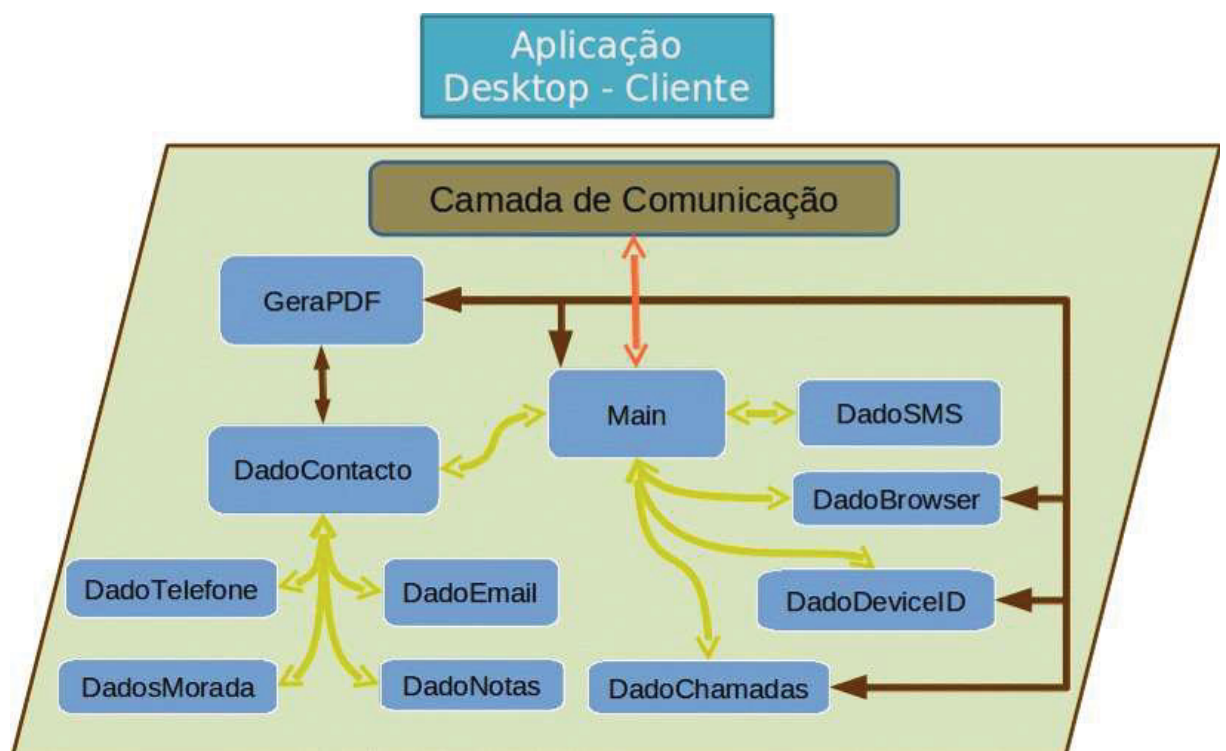 Aplicação
Desktop - Cliente
Camada de Comunicação
GeraPDF
Main
DadoSMS
DadoContacto
DadoBrowser
DadoTelefone
DadoEmail
DadoDeviceID
DadosMorada
DadoNotas
DadoChamadas